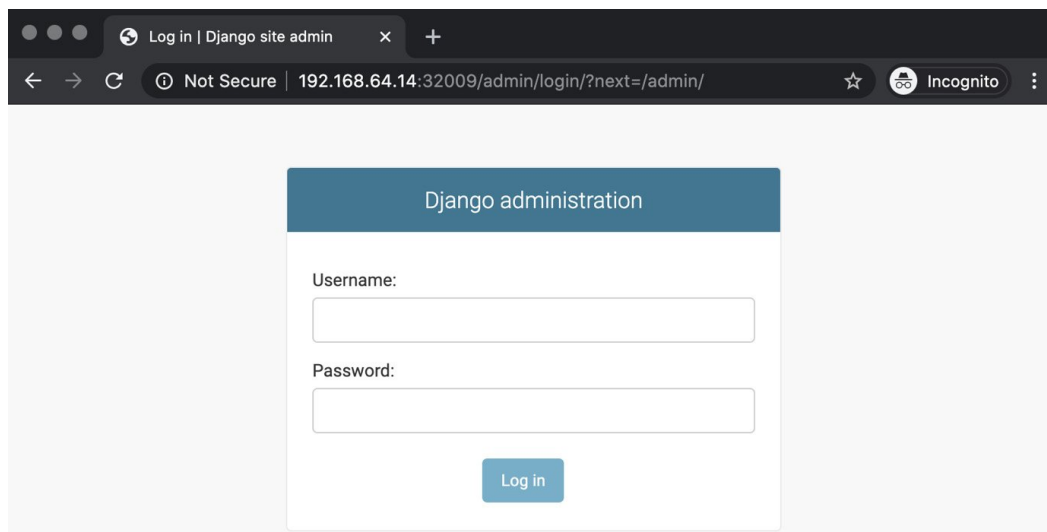 Log in | Django site admin
Not Secure | 192.168.64.14:32009/admin/login/?next=/admin/
Incognito
Django administration
Username:
Password:
Log in